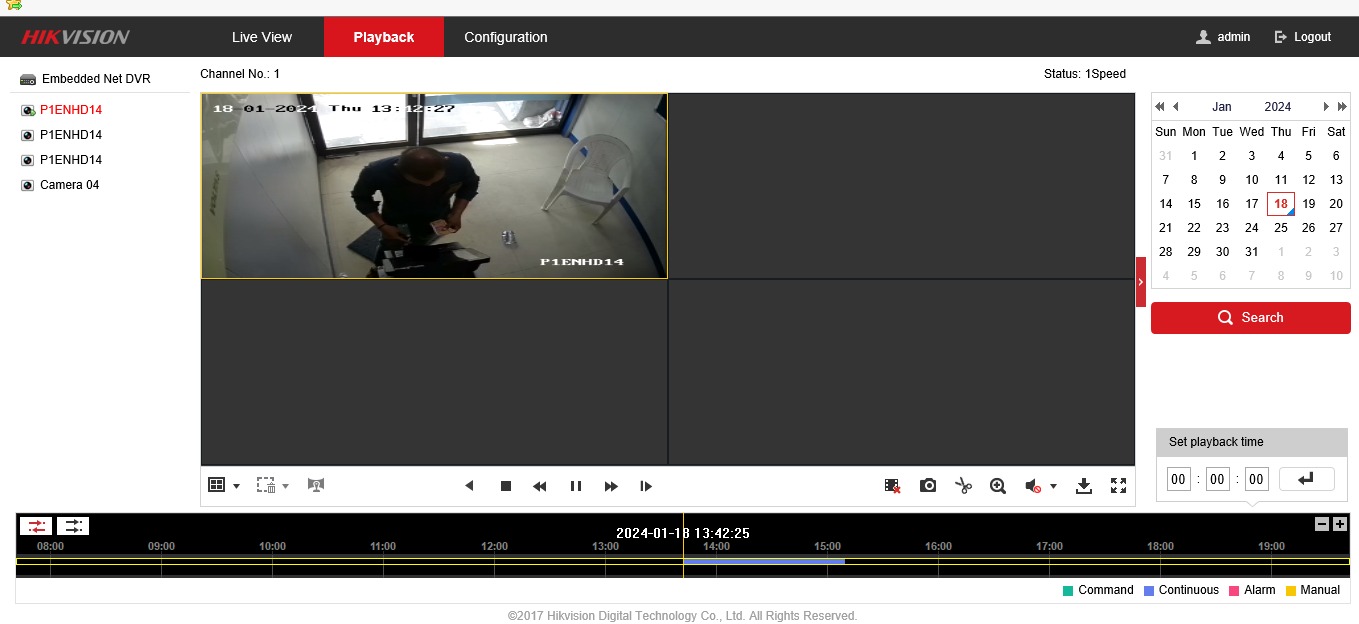 HIKVISION
Live View
Playback
Configuration
admin
Logout
Embedded Net DVR
P1ENHD14
P1ENHD14
P1ENHD14
Camera 04
Channel No.: 1
Status: 1Speed
18-01-2024 Thu 13:42:27
P1ENHD14
Jan 2024
Sun Mon Tue Wed Thu Fri Sat
31 1 2 3 4 5 6
7 8 9 10 11 12 13
14 15 16 17 18 19 20
21 22 23 24 25 26 27
28 29 30 31 1 2 3
4 5 6 7 8 9 10
Search
Set playback time
00 : 00 : 00
2024-01-18 13:42:25
08:00 09:00 10:00 11:00 12:00 13:00 14:00 15:00 16:00 17:00 18:00 19:00
Command Continuous Alarm Manual
©2017 Hikvision Digital Technology Co., Ltd. All Rights Reserved.